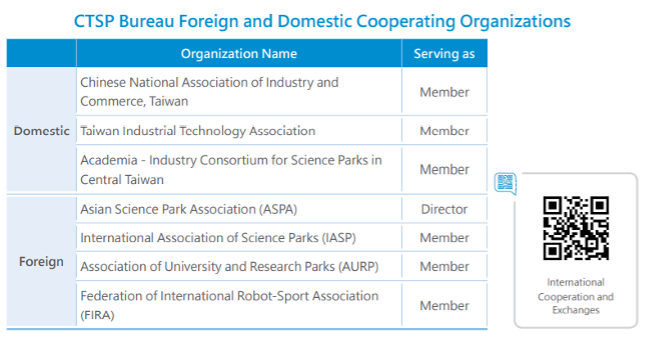 CTSP Bureau Foreign and Domestic Cooperating Organizations
Organization Name Serving as
Domestic
Chinese National Association of Industry and
Commerce, Taiwan
Member
Taiwan Industrial Technology Association Member
Academia - Industry Consortium for Science Parks in
Central Taiwan
Member
Foreign
Asian Science Park Association (ASPA) Director
International Association of Science Parks (IASP) Member
Association of University and Research Parks (AURP) Member
Federation of International Robot-Sport Association
(FIRA)
Member
International
Cooperation and
Exchanges